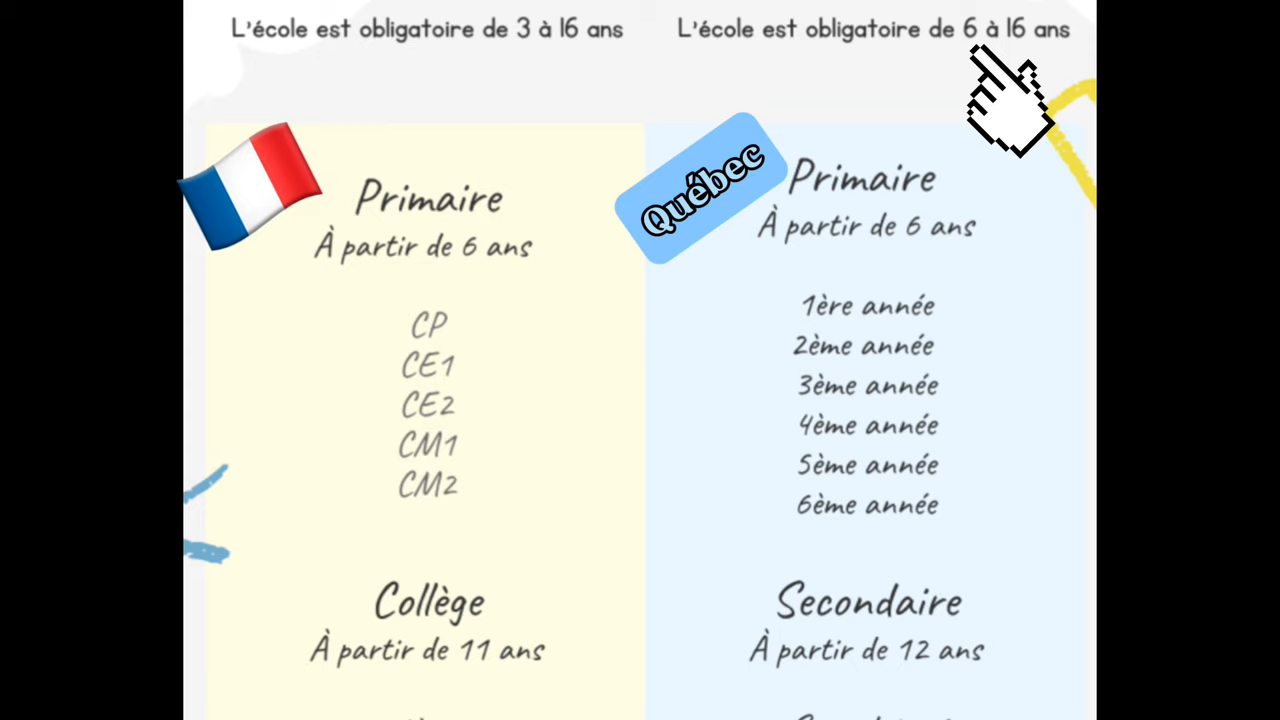 L'école est obligatoire de 3 à 16 ans
L'école est obligatoire de 6 à 16 ans
Primaire
À partir de 6 ans
CP
CE1
CE2
CM1
CM2
Collège
À partir de 11 ans
Québec
Primaire
À partir de 6 ans
1ère année
2ème année
3ème année
4ème année
5ème année
6ème année
Secondaire
À partir de 12 ans